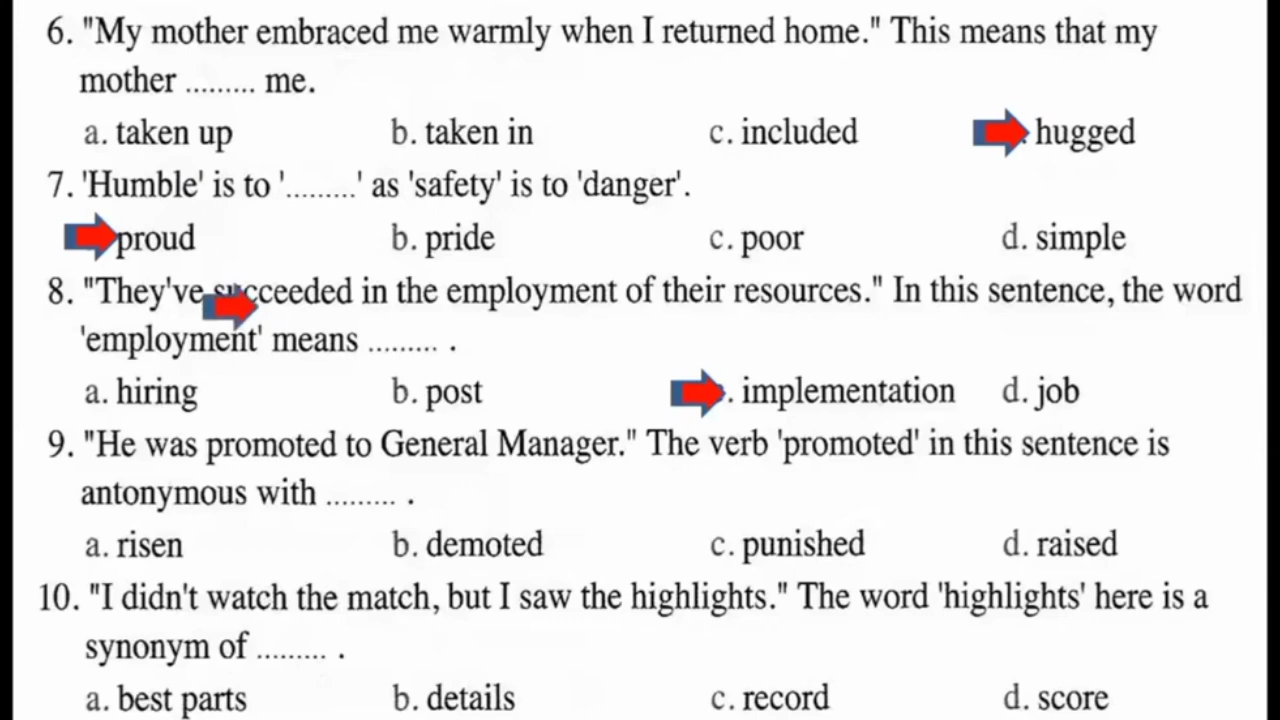 6. "My mother embraced me warmly when I returned home." This means that my
mother ......... me.
a. taken up b. taken in c. included hugged
7. 'Humble' is to '.........' as 'safety' is to 'danger'.
proud b. pride c. poor d. simple
8. "They've succeeded in the employment of their resources." In this sentence, the word
'employment' means ......... .
a. hiring b. post . implementation d. job
9. "He was promoted to General Manager." The verb 'promoted' in this sentence is
antonymous with ......... .
a. risen b. demoted c. punished d. raised
10. "I didn't watch the match, but I saw the highlights." The word 'highlights' here is a
synonym of ......... .
a. best parts b. details c. record d. score